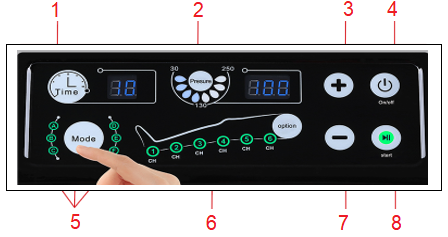 1 2 3 4
30 250
Time
130
On/off
A D
B Mode E
C F
option
1 2 3 4 5 6
CH CH CH CH CH CH
start
5 6 7 8